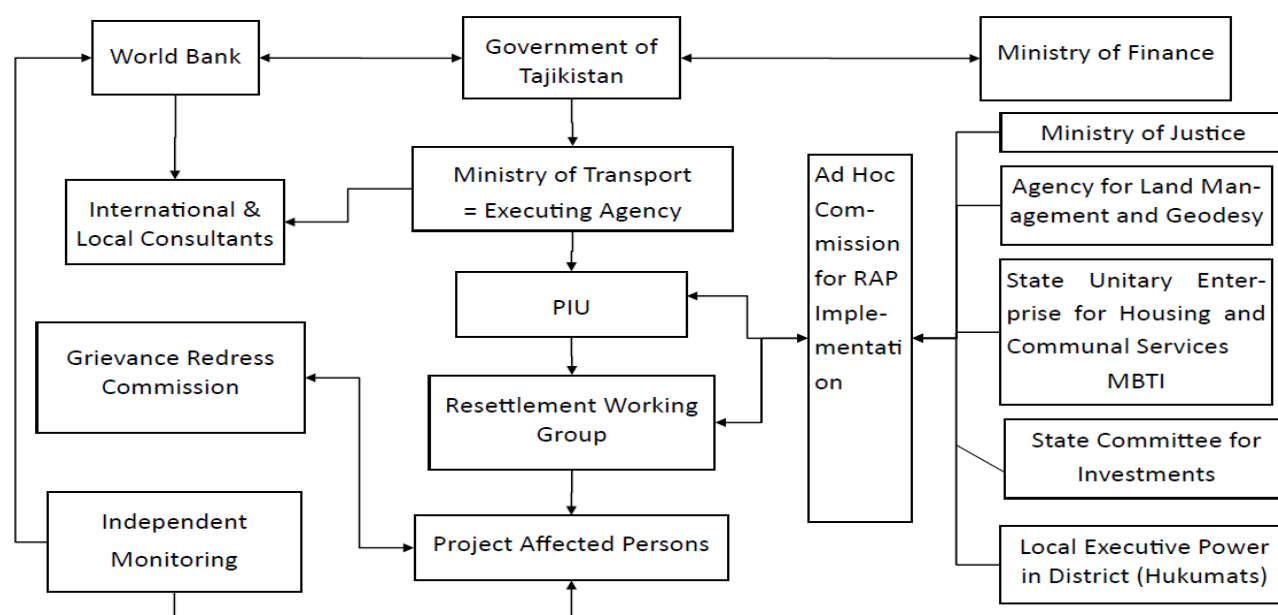 World Bank
Government of
Tajikistan
Ministry of Finance
Ministry of Justice
International &
Local Consultants
Ministry of Transport
= Executing Agency
Ad Hoc
Com-
mission
for RAP
Imple-
mentati
on
Agency for Land Man-
agement and Geodesy
PIU
State Unitary Enter-
prise for Housing and
Communal Services
MBTI
Grievance Redress
Commission
Resettlement Working
Group
State Committee for
Investments
Independent
Monitoring
Project Affected Persons
Local Executive Power
in District (Hukumats)